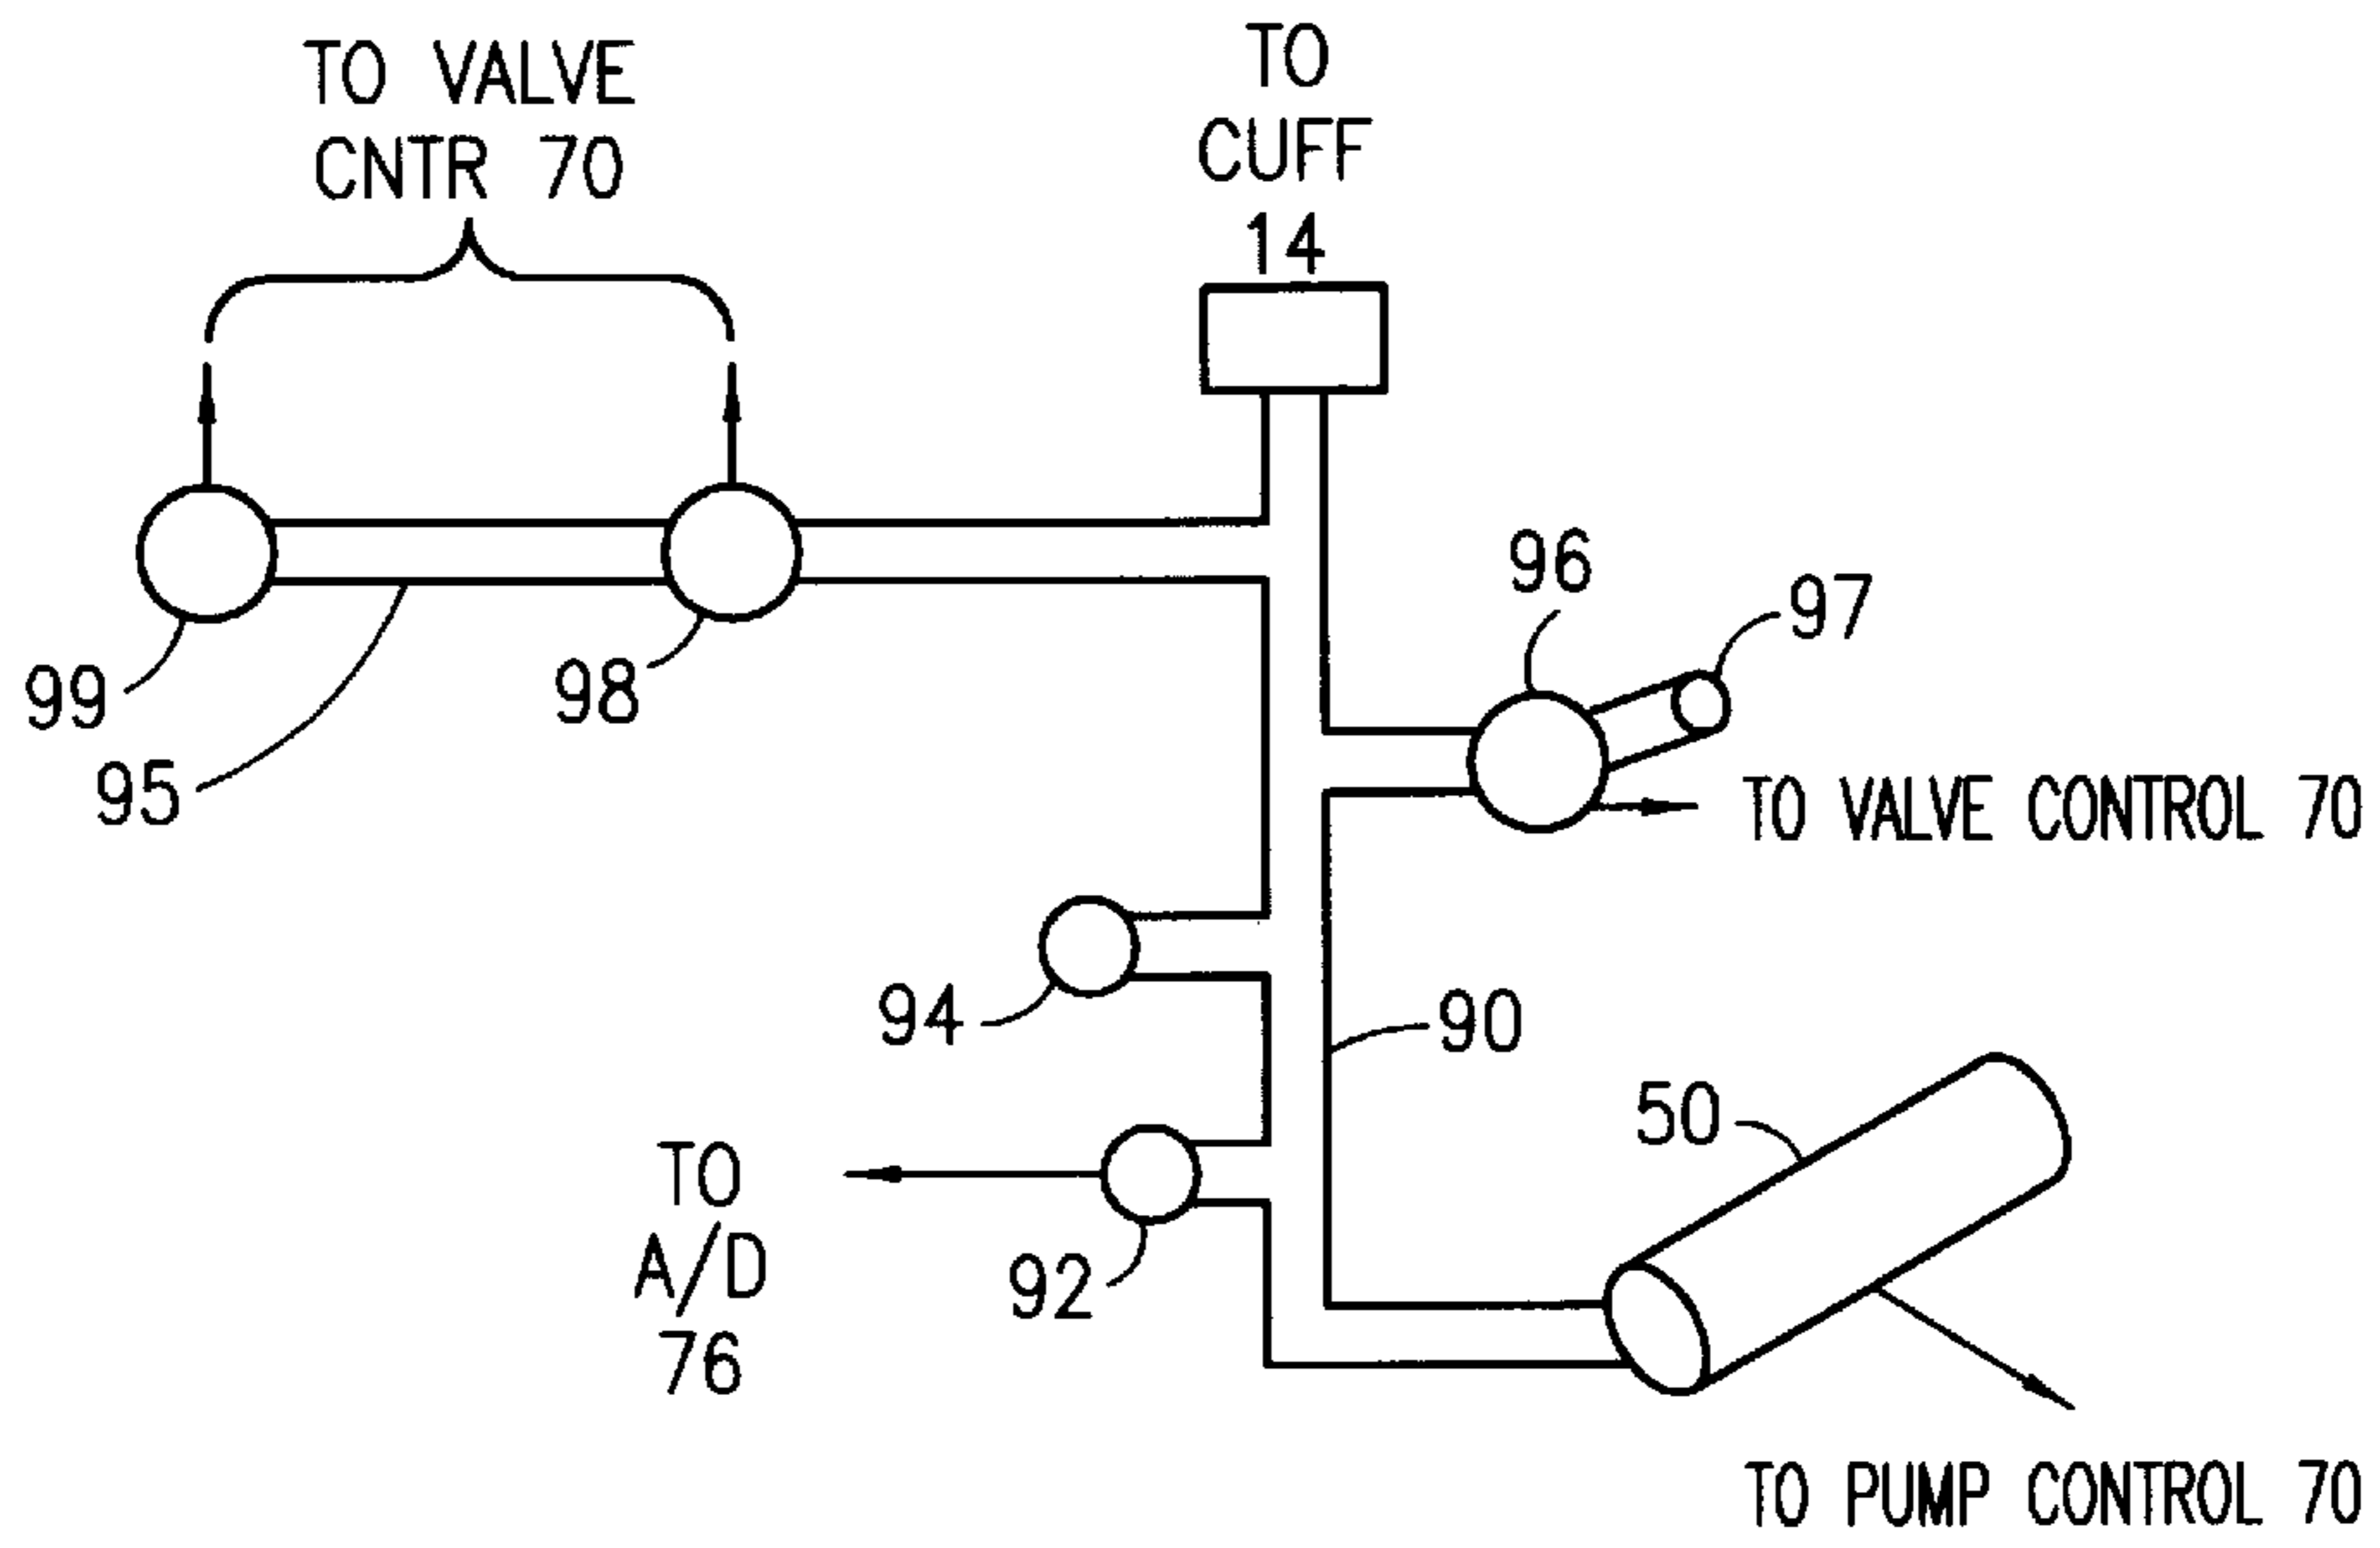 TO VALVE
CNTR 70
TO
CUFF
14
96
97
99
98
95
TO VALVE CONTROL 70
94
90
50
TO
A/D
76
92
TO PUMP CONTROL 70